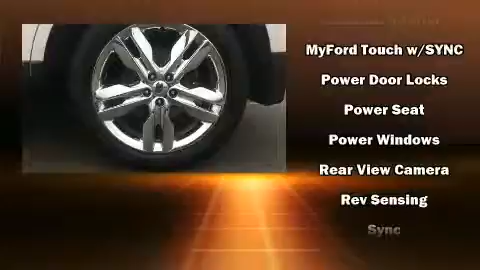 MyFord Touch w/SYNC
Power Door Locks
Power Seat
Power Windows
Rear View Camera
Rev Sensing
Sync